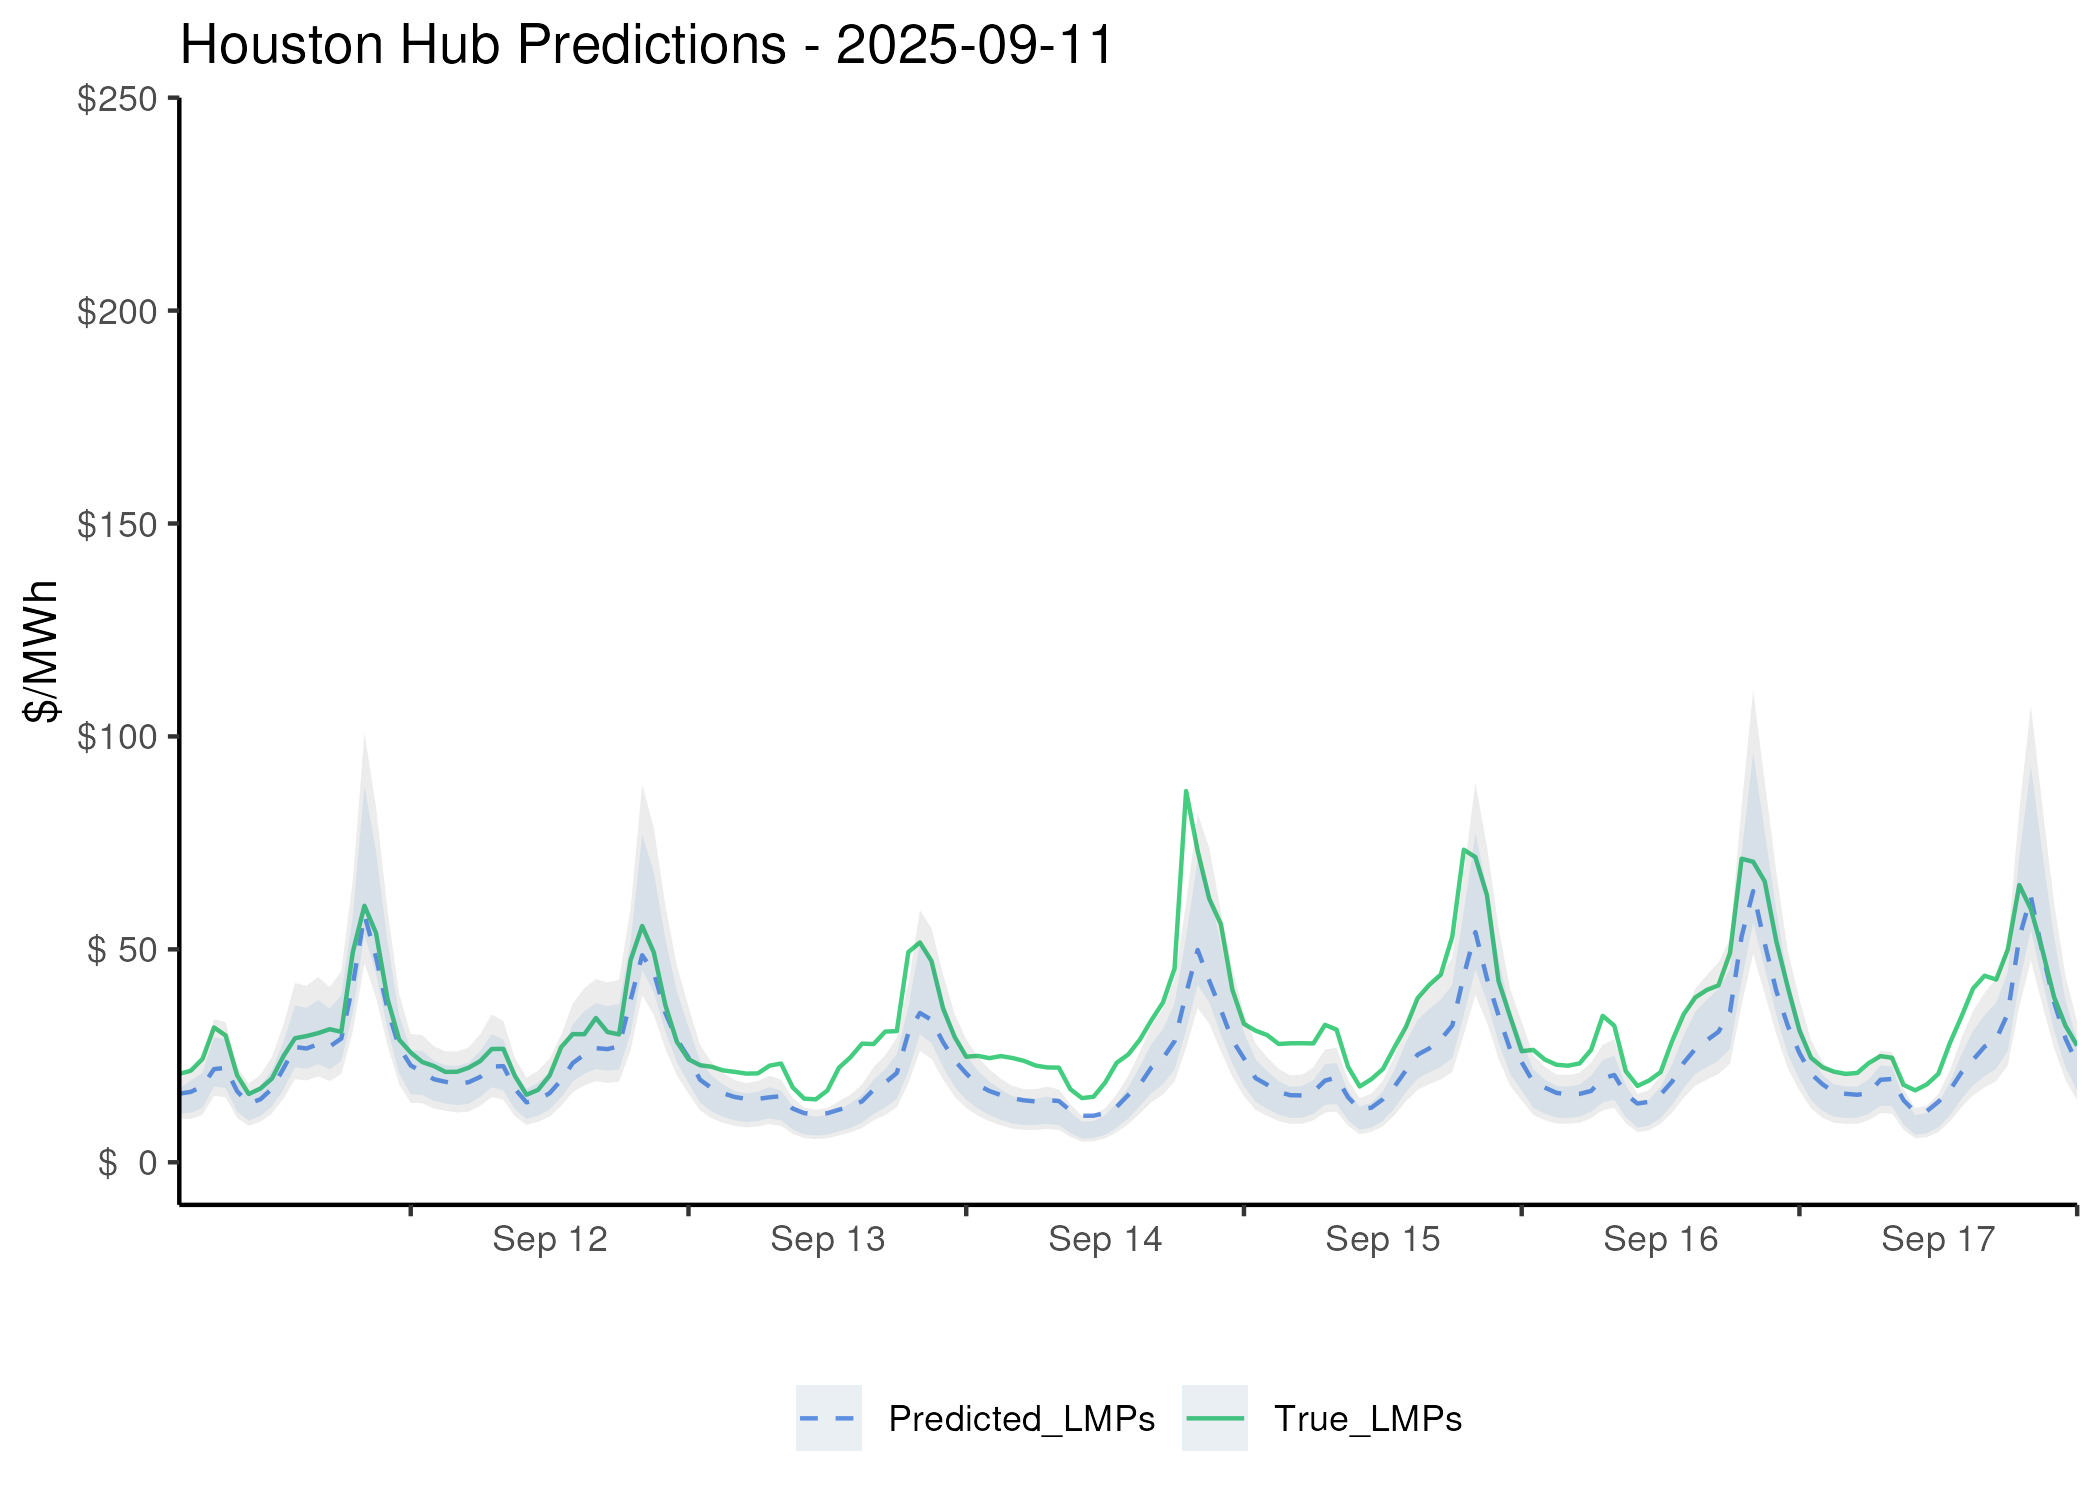 Houston Hub Predictions - 2025-09-11
$250
$200
$150
$100
$ 50
$  0
$/MWh
Sep 12
Sep 13
Sep 14
Sep 15
Sep 16
Sep 17
Predicted_LMPs
True_LMPs